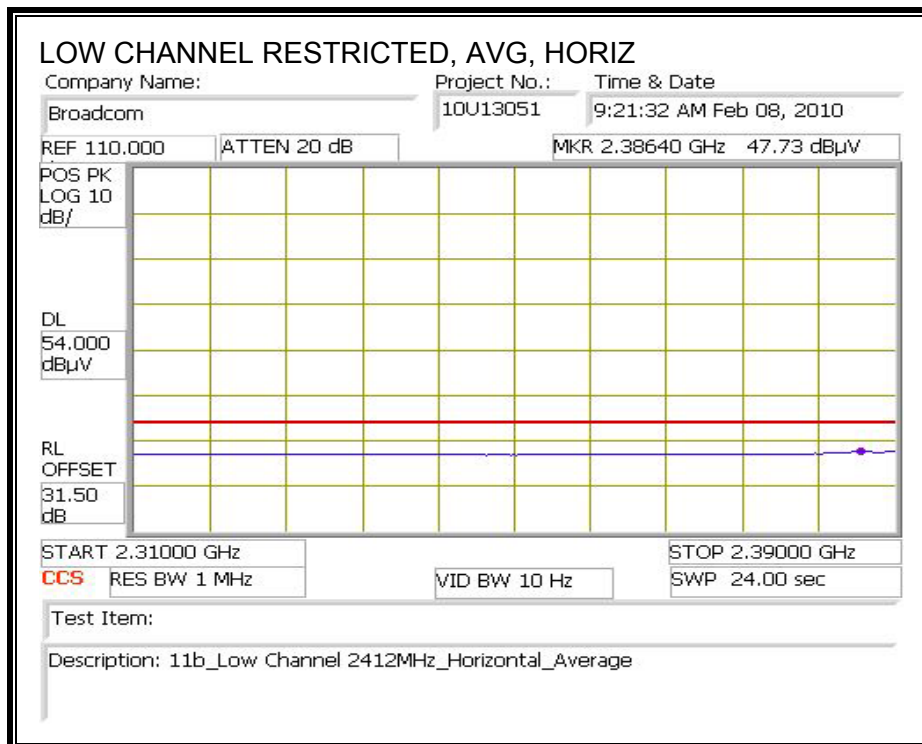 LOW CHANNEL RESTRICTED, AVG, HORIZ
Company Name:
Project No.:
Time & Date
Broadcom
10U13051
9:21:32 AM Feb 08, 2010
REF 110.000
ATTEN 20 dB
MKR 2.38640 GHz 47.73 dBµV
POS PK
LOG 10
dB/
DL
54.000
dBµV
RL
OFFSET
31.50
dB
START 2.31000 GHz
STOP 2.39000 GHz
CCS
RES BW 1 MHz
VID BW 10 Hz
SWP 24.00 sec
Test Item:
Description: 11b_Low Channel 2412MHz_Horizontal_Average